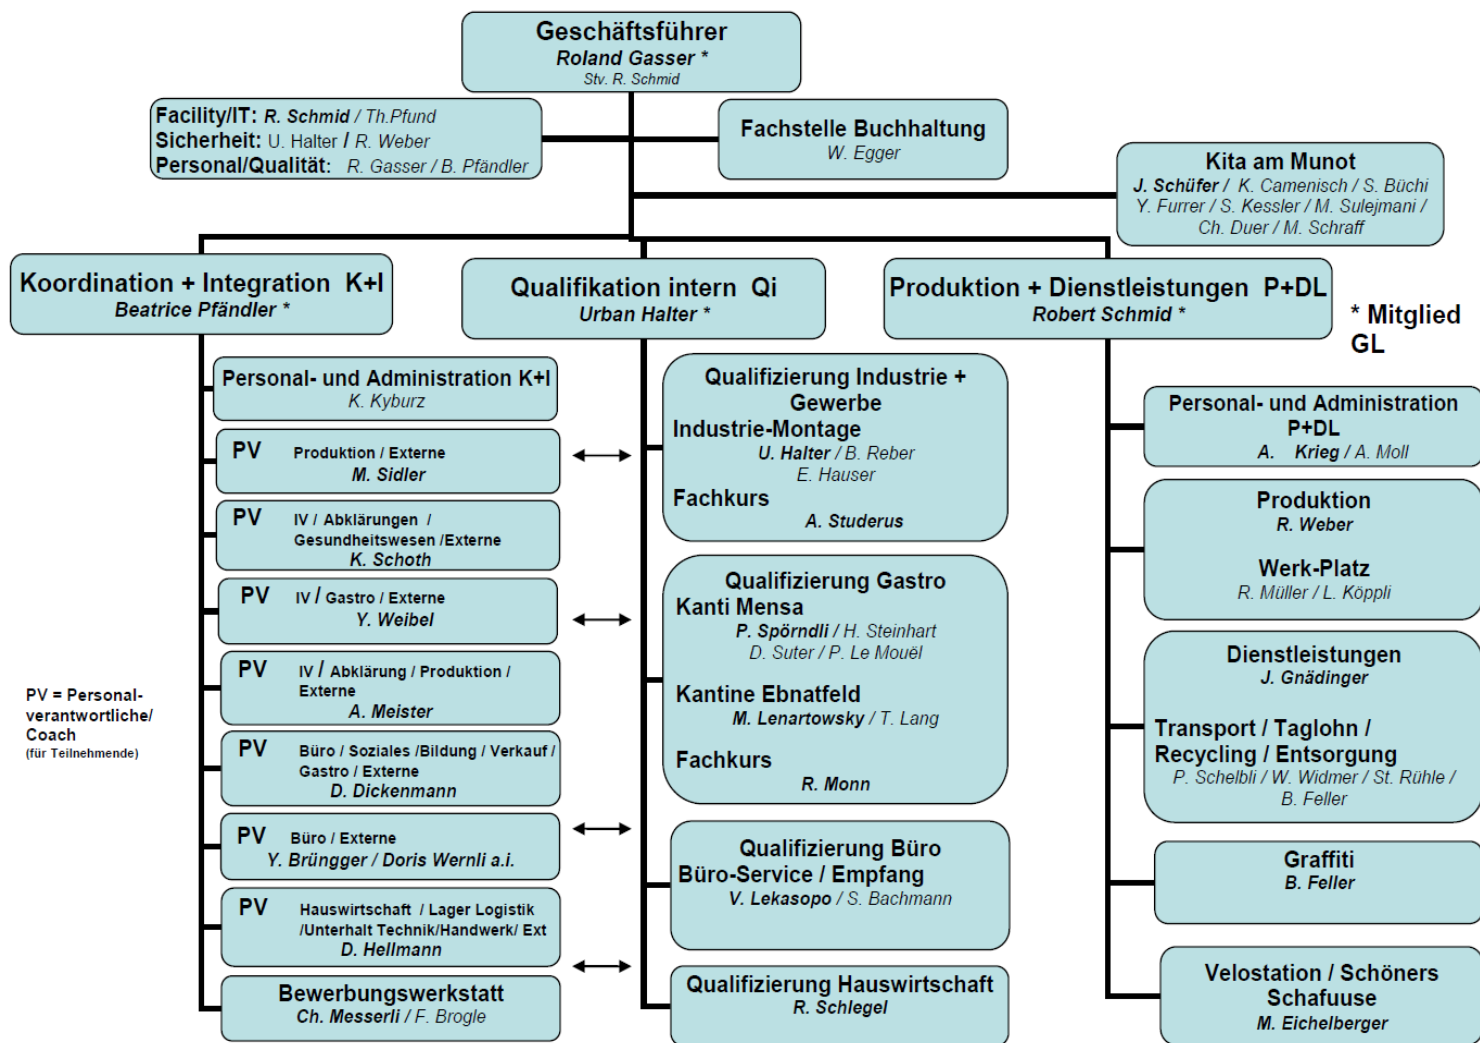 Geschäftsführer
Roland Gasser *
Stv. R. Schmid
Facility/IT: R. Schmid / Th.Pfund
Sicherheit: U. Halter / R. Weber
Personal/Qualität: R. Gasser / B. Pfändler
Fachstelle Buchhaltung
W. Egger
Kita am Munot
J. Schüfer / K. Camenisch / S. Büchi
Y. Furrer / S. Kessler / M. Sulejmani /
Ch. Duer / M. Schraff
Koordination + Integration K+I
Beatrice Pfändler *
Qualifikation intern Qi
Urban Halter *
Produktion + Dienstleistungen P+DL
Robert Schmid *
* Mitglied
GL
Personal- und Administration K+I
K. Kyburz
PV Produktion / Externe
M. Sidler
PV IV / Abklärungen /
Gesundheitswesen /Externe
K. Schoth
PV IV / Gastro / Externe
Y. Weibel
PV IV / Abklärung / Produktion /
Externe
A. Meister
PV Büro / Soziales /Bildung / Verkauf /
Gastro / Externe
D. Dickenmann
PV Büro / Externe
Y. Brüngger / Doris Wernli a.i.
PV Hauswirtschaft / Lager Logistik
/Unterhalt Technik/Handwerk/ Ext
D. Hellmann
Bewerbungswerkstatt
Ch. Messerli / F. Brogle
PV = Personal-
verantwortliche/
Coach
(für Teilnehmende)
Qualifizierung Industrie +
Gewerbe
Industrie-Montage
U. Halter / B. Reber
E. Hauser
Fachkurs
A. Studerus
Qualifizierung Gastro
Kanti Mensa
P. Spörndli / H. Steinhart
D. Suter / P. Le Mouël
Kantine Ebnatfeld
M. Lenartowsky / T. Lang
Fachkurs
R. Monn
Qualifizierung Büro
Büro-Service / Empfang
V. Lekasopo / S. Bachmann
Qualifizierung Hauswirtschaft
R. Schlegel
Personal- und Administration
P+DL
A. Krieg / A. Moll
Produktion
R. Weber
Werk-Platz
R. Müller / L. Köppli
Dienstleistungen
J. Gnädinger
Transport / Taglohn /
Recycling / Entsorgung
P. Schelbli / W. Widmer / St. Rühle /
B. Feller
Graffiti
B. Feller
Velostation / Schöners
Schafuuse
M. Eichelberger